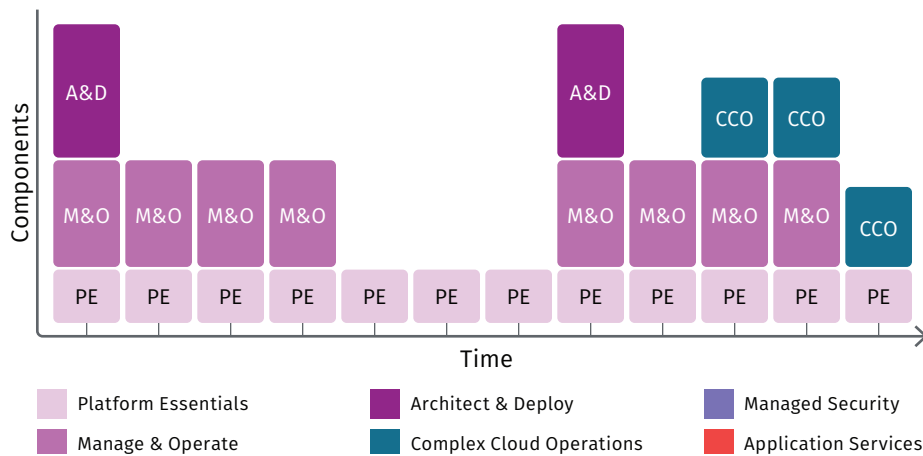 Components
A&D A&D
CCO CCO
M&O M&O M&O M&O M&O M&O M&O M&O
CCO
PE PE PE PE PE PE PE PE PE PE PE PE
Time
Platform Essentials Architect & Deploy Managed Security
Manage & Operate Complex Cloud Operations Application Services